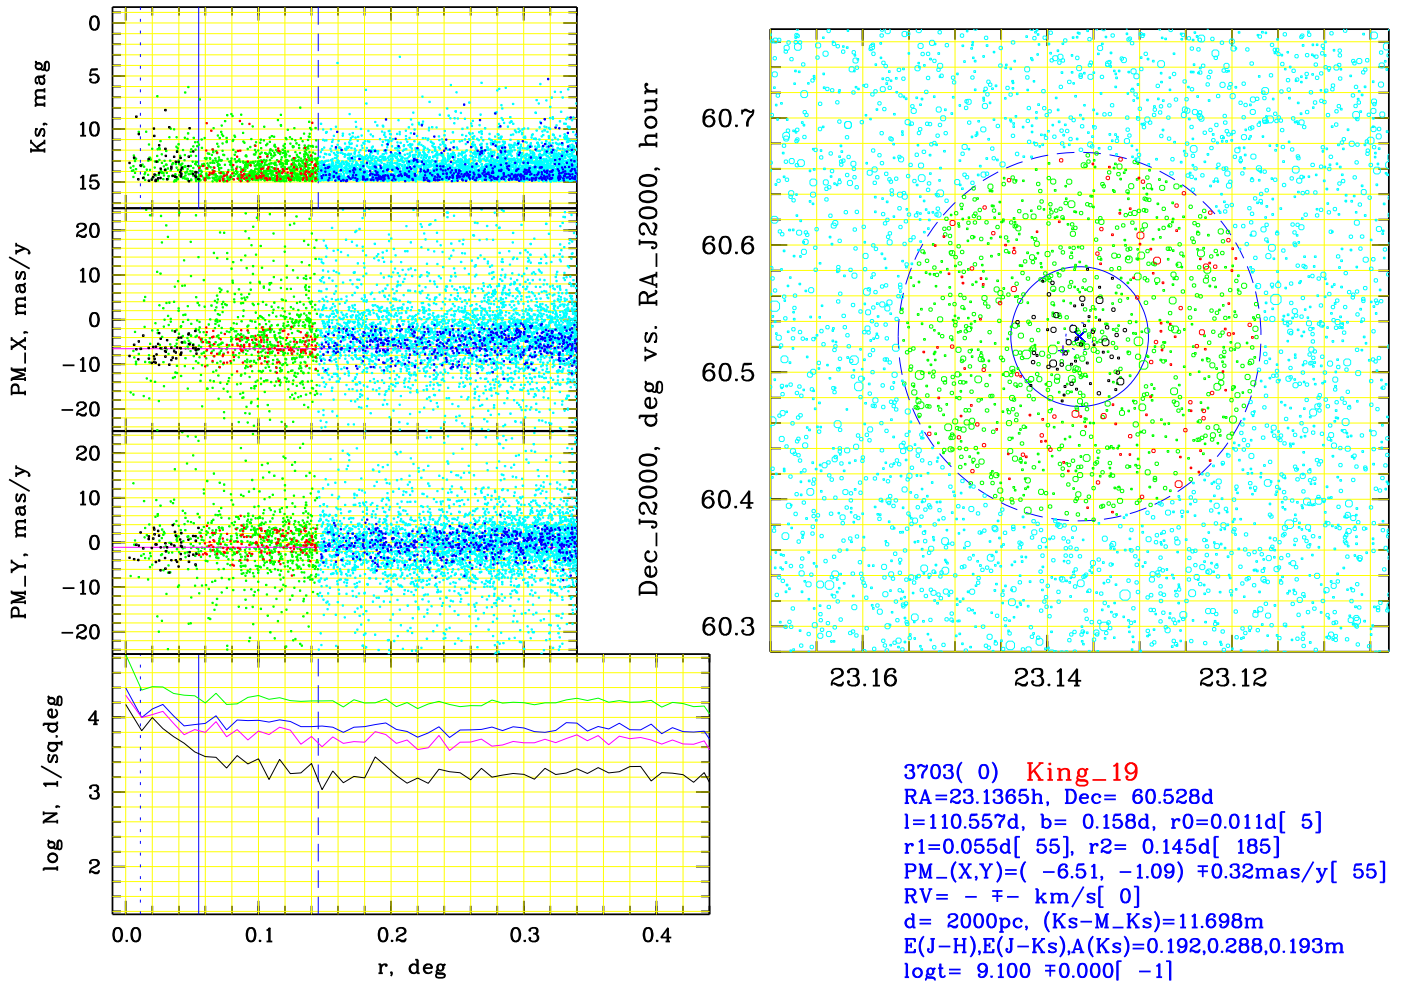 Ks, mag
0
5
10
15
PM_X, mas/y
20
10
0
-10
-20
PM_Y, mas/y
20
10
0
-10
-20
log N, 1/sq.deg
4
3
2
0.0 0.1 0.2 0.3 0.4
r, deg
Dec_J2000, deg vs. RA_J2000, hour
60.7
60.6
60.5
60.4
60.3
23.16 23.14 23.12
3703( 0) King_19
RA=23.1365h, Dec= 60.528d
l=110.557d, b= 0.158d, r0=0.011d[ 5]
r1=0.055d[ 55], r2= 0.145d[ 185]
PM_(X,Y)=( -6.51, -1.09) ∓0.32mas/y[ 55]
RV= - ∓- km/s[ 0]
d= 2000pc, (Ks-M_Ks)=11.698m
E(J-H),E(J-Ks),A(Ks)=0.192,0.288,0.193m
logt= 9.100 ∓0.000[ -1]